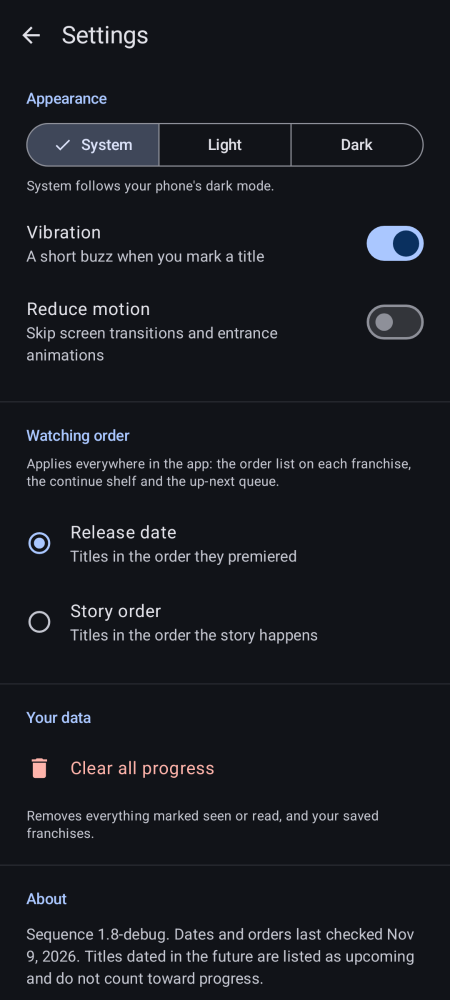 Settings
Appearance
System
Light
Dark
System follows your phone's dark mode.
Vibration
A short buzz when you mark a title
Reduce motion
Skip screen transitions and entrance
animations
Watching order
Applies everywhere in the app: the order list on each franchise,
the continue shelf and the up-next queue.
Release date
Titles in the order they premiered
Story order
Titles in the order the story happens
Your data
Clear all progress
Removes everything marked seen or read, and your saved
franchises.
About
Sequence 1.8-debug. Dates and orders last checked Nov
9, 2026. Titles dated in the future are listed as upcoming
and do not count toward progress.